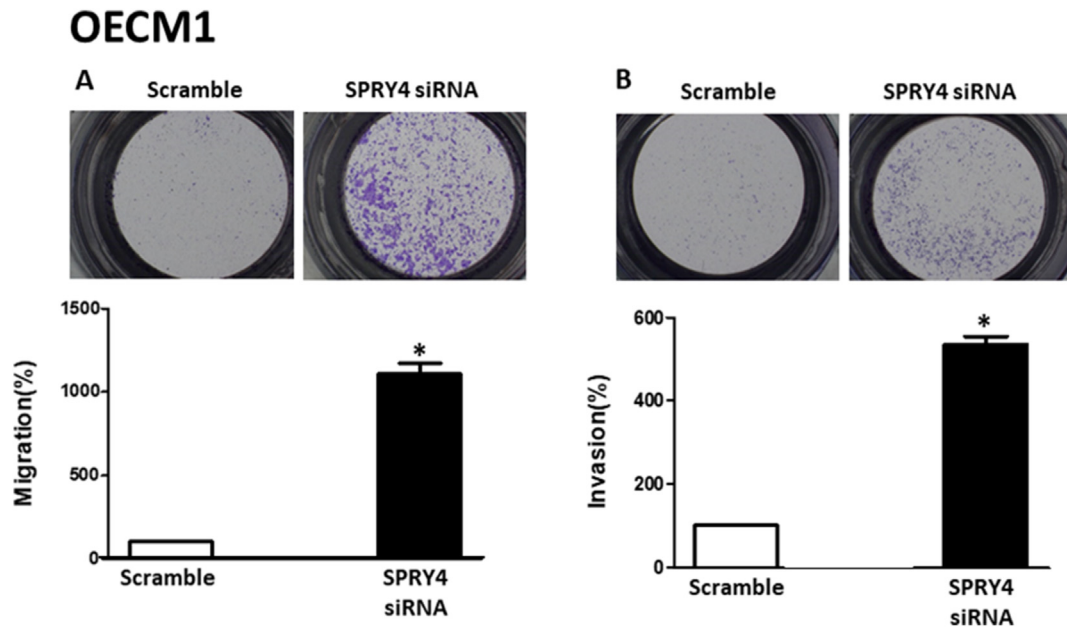 OECM1
A
Scramble
SPRY4 siRNA
1500
1000
500
0
Migration(%)
*
Scramble
SPRY4
siRNA
B
Scramble
SPRY4 siRNA
600
400
200
0
Invasion(%)
*
Scramble
SPRY4
siRNA